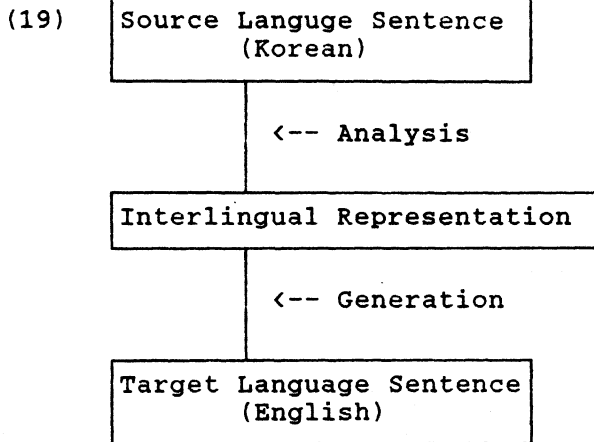 (19) Source Languge Sentence
(Korean)
<-- Analysis
Interlingual Representation
<-- Generation
Target Language Sentence
(English)